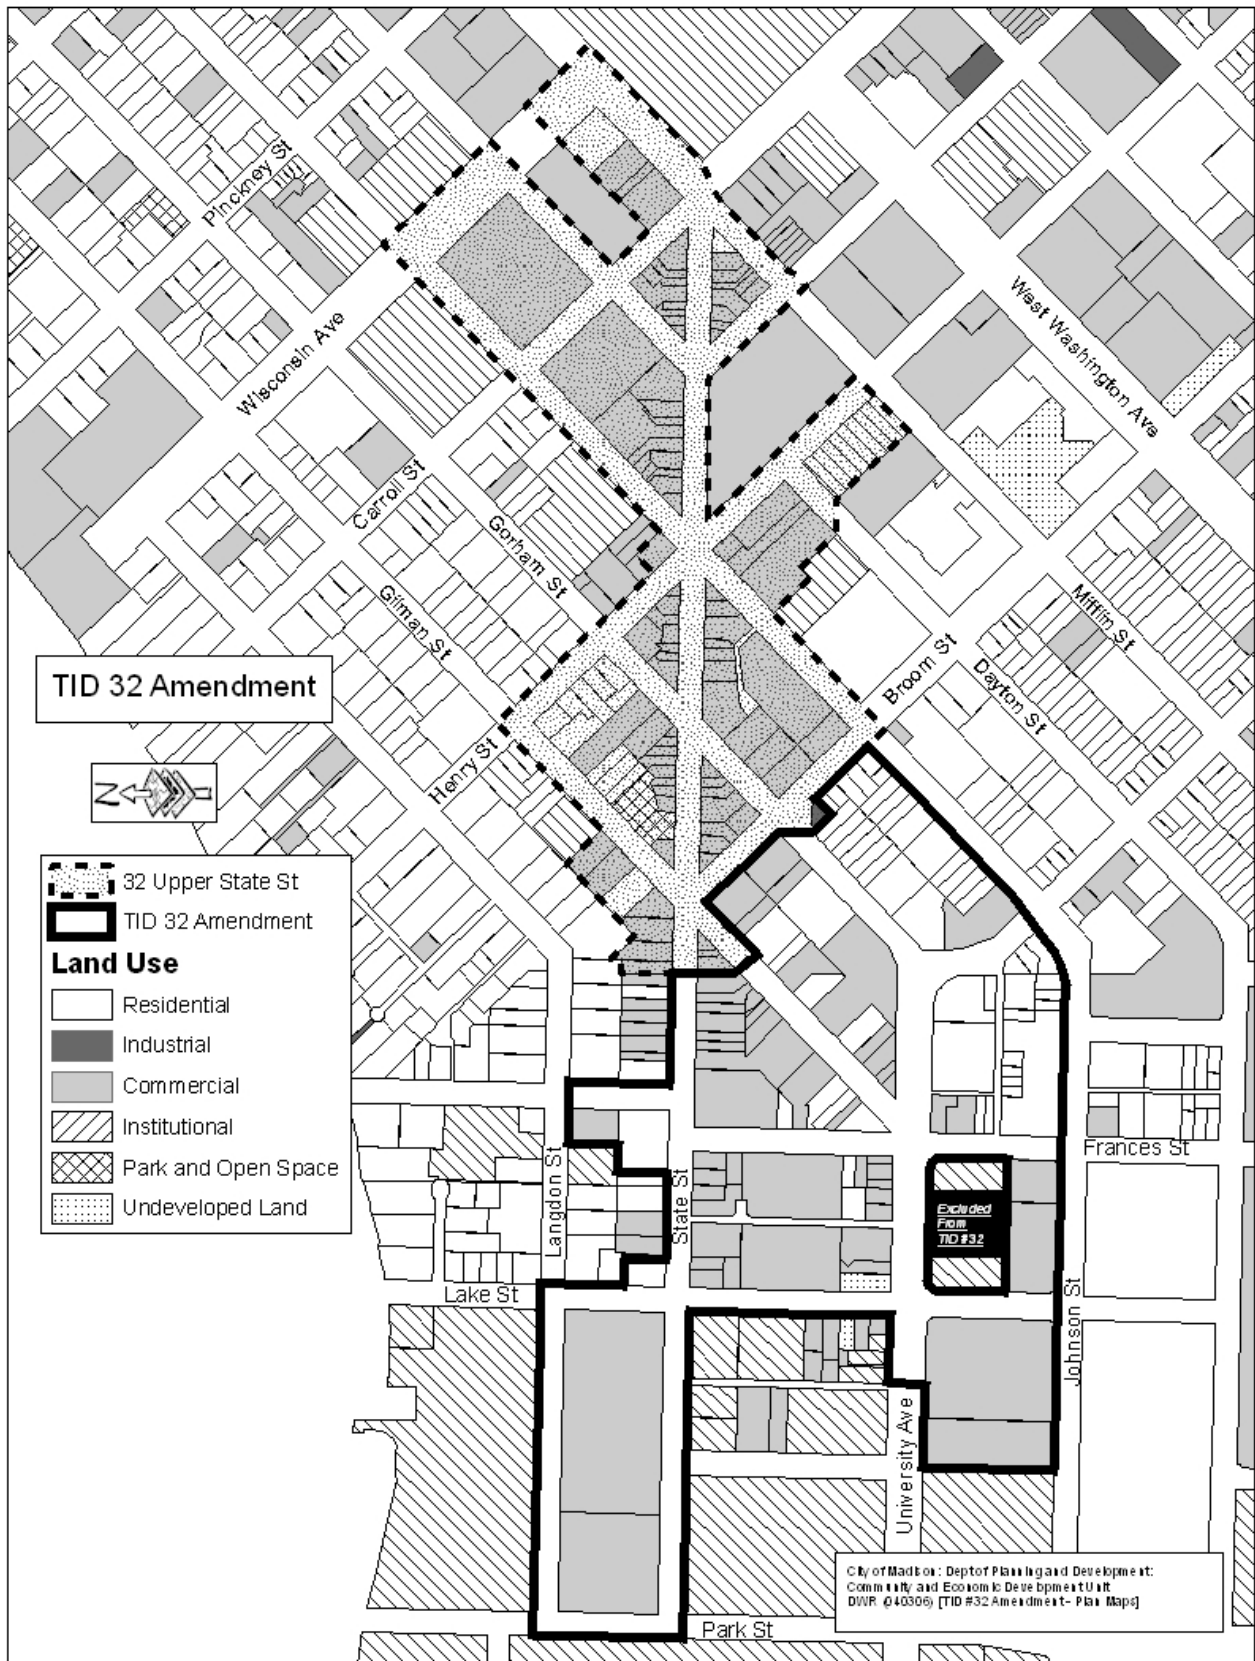 Pinckney St
Wisconsin Ave
West Washington Ave
Carroll St
Gorham St
Gilman St
Mifflin St
Broom St
Dayton St
Henry St
TID 32 Amendment
N
32 Upper State St
TID 32 Amendment
Land Use
Residential
Industrial
Commercial
Institutional
Park and Open Space
Undeveloped Land
Frances St
Langdon St
State St
Excluded
From
TID #32
Lake St
Johnson St
University Ave
City of Madison: Dept of Planning and Development:
Community and Economic Development Unit
DWR (040306) [TID #32 Amendment - Plan Maps]
Park St